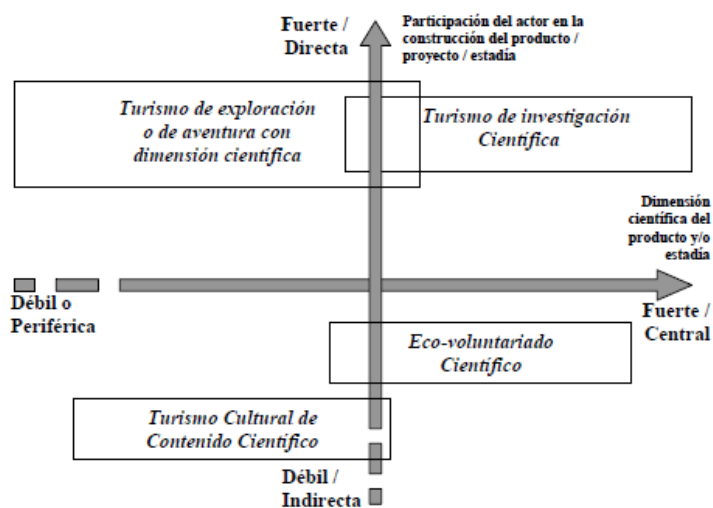 Fuerte /
Directa
Participación del actor en la
construcción del producto /
proyecto / estadía
Turismo de exploración
o de aventura con
dimensión científica
Turismo de investigación
Científica
Dimensión
científica del
producto y/o
estadía
Débil o
Periférica
Fuerte /
Central
Eco-voluntariado
Científico
Turismo Cultural de
Contenido Científico
Débil /
Indirecta